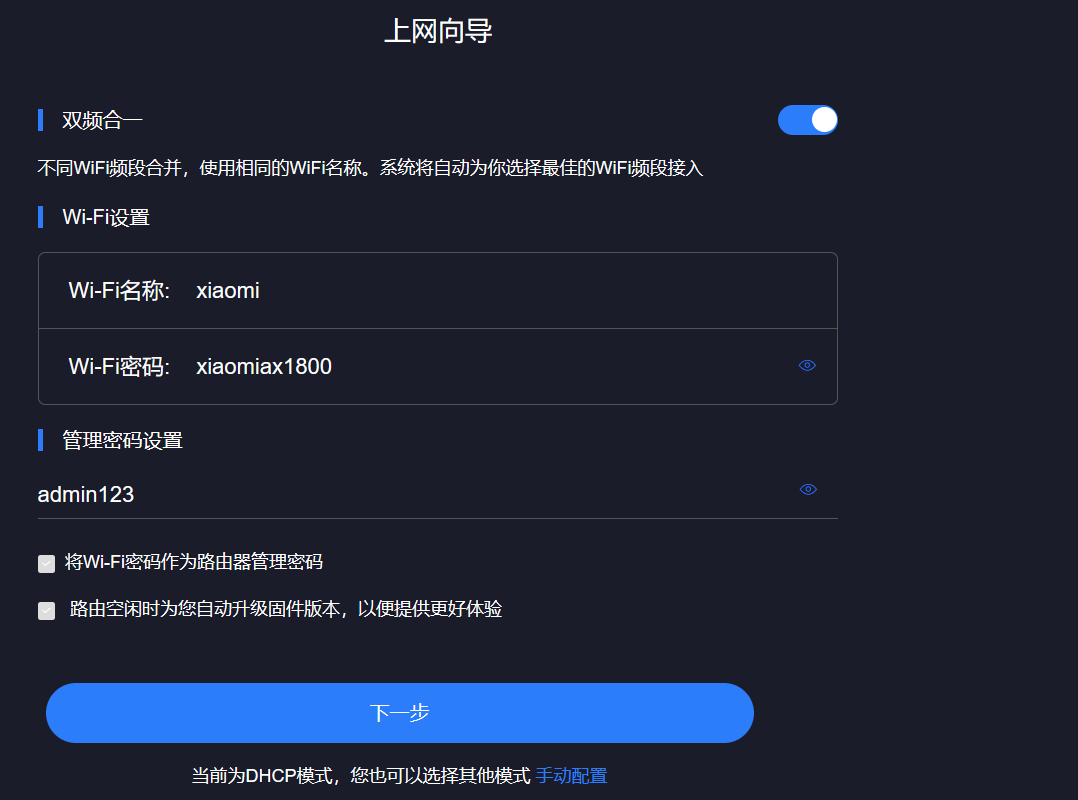 上网向导
双频合一
不同WiFi频段合并，使用相同的WiFi名称。系统将自动为你选择最佳的WiFi频段接入
Wi-Fi设置
Wi-Fi名称: xiaomi
Wi-Fi密码: xiaomiax1800
管理密码设置
admin123
将Wi-Fi密码作为路由器管理密码
路由空闲时为您自动升级固件版本，以便提供更好体验
下一步
当前为DHCP模式，您也可以选择其他模式 手动配置